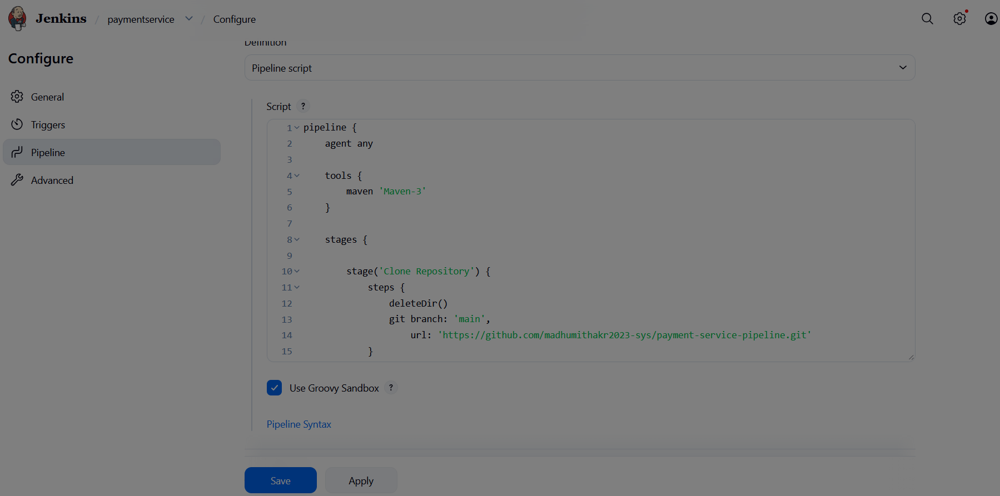 Jenkins / paymentservice / Configure
Configure
General
Triggers
Pipeline
Advanced
Definition
Pipeline script
Script ?
1 pipeline {
2 agent any
3
4 tools {
5 maven 'Maven-3'
6 }
7
8 stages {
9
10 stage('Clone Repository') {
11 steps {
12 deleteDir()
13 git branch: 'main',
14 url: 'https://github.com/madhumithakr2023-sys/payment-service-pipeline.git'
15 }
Use Groovy Sandbox ?
Pipeline Syntax
Save Apply